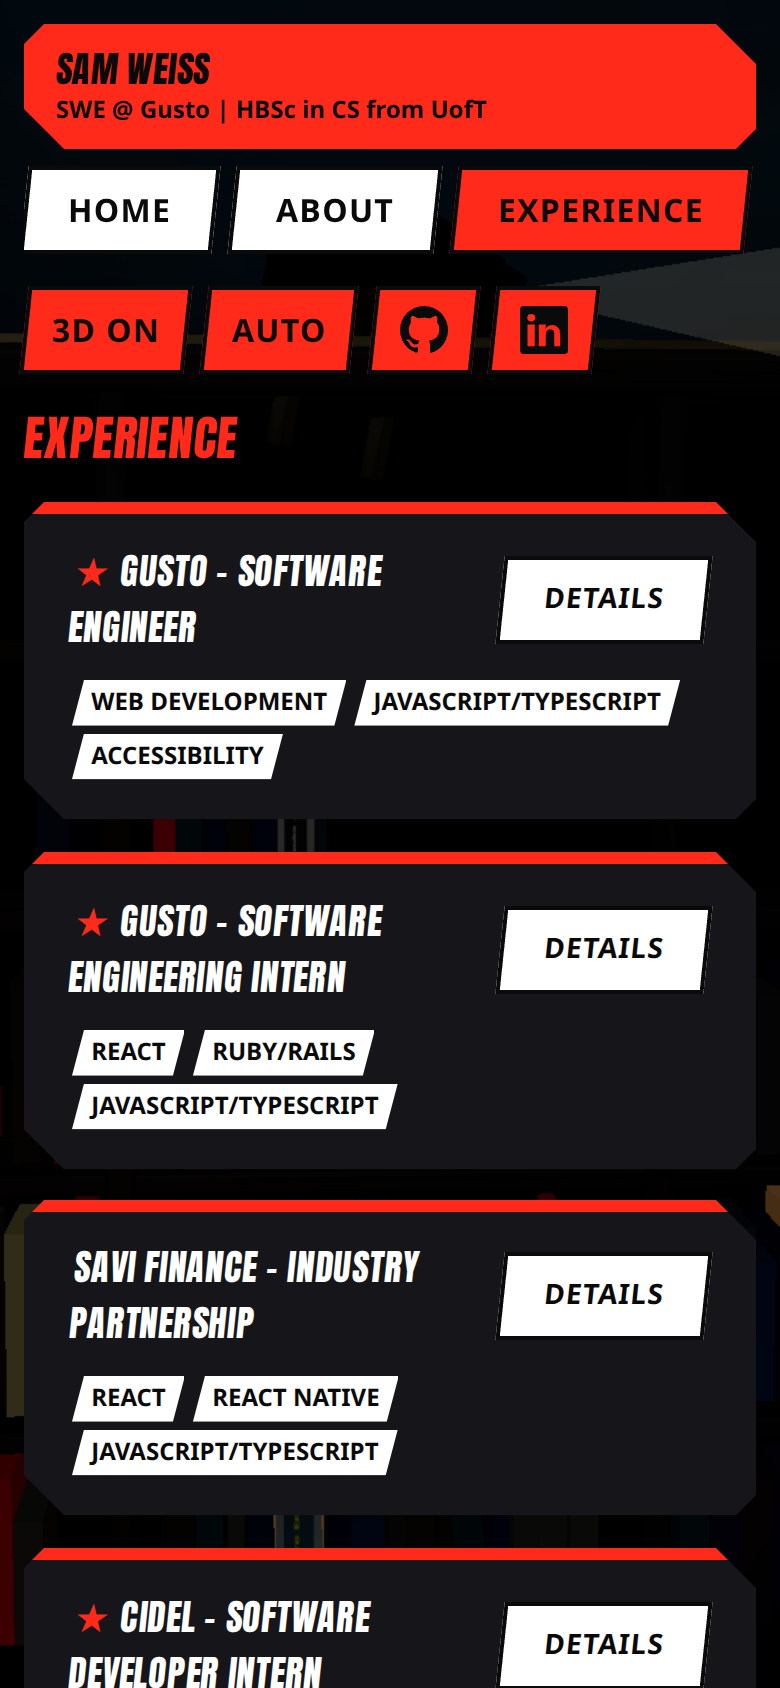 SAM WEISS
SWE @ Gusto | HBSc in CS from UofT
HOME ABOUT EXPERIENCE
3D ON AUTO in
EXPERIENCE
★ GUSTO - SOFTWARE
ENGINEER
DETAILS
WEB DEVELOPMENT JAVASCRIPT/TYPESCRIPT
ACCESSIBILITY
★ GUSTO - SOFTWARE
ENGINEERING INTERN
DETAILS
REACT RUBY/RAILS
JAVASCRIPT/TYPESCRIPT
SAVI FINANCE - INDUSTRY
PARTNERSHIP
DETAILS
REACT REACT NATIVE
JAVASCRIPT/TYPESCRIPT
★ CIDEL - SOFTWARE
DEVELOPER INTERN
DETAILS